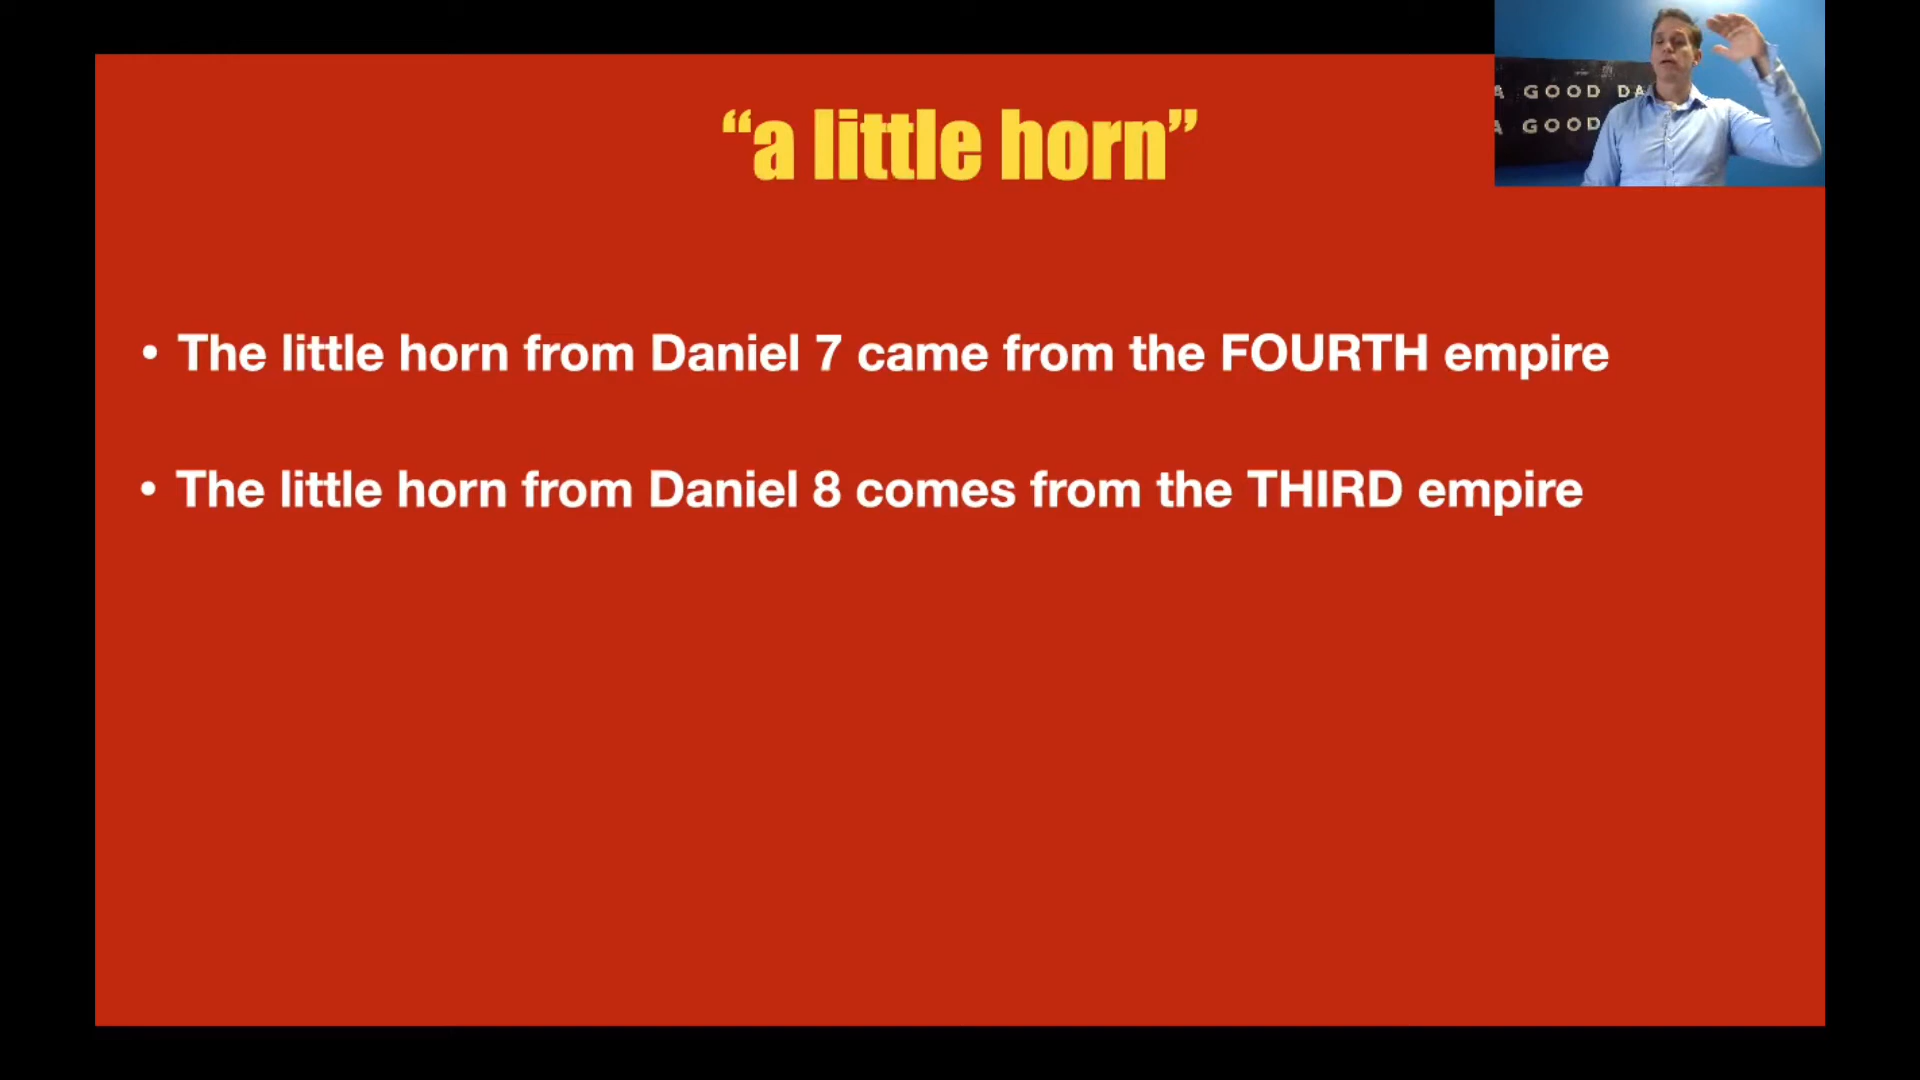 “a little horn”
A GOOD DA
A GOOD
• The little horn from Daniel 7 came from the FOURTH empire
• The little horn from Daniel 8 comes from the THIRD empire